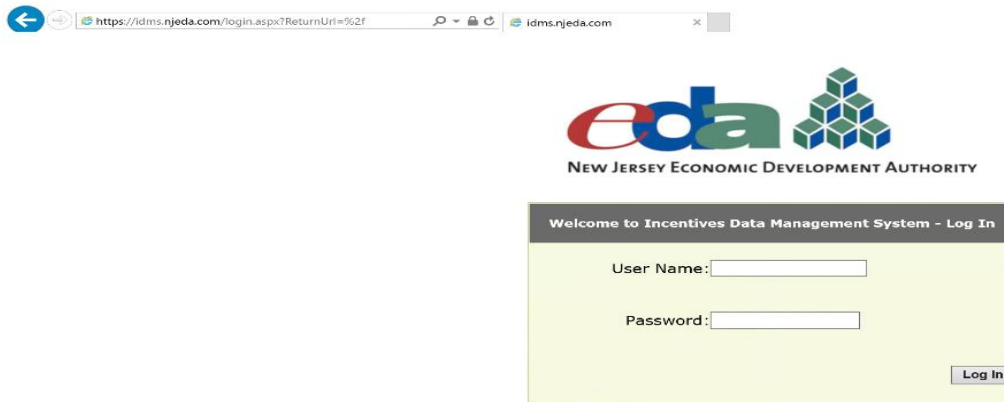 https://idms.njeda.com/login.aspx?ReturnUrl=%2f idms.njeda.com
eda
NEW JERSEY ECONOMIC DEVELOPMENT AUTHORITY
Welcome to Incentives Data Management System - Log In
User Name:
Password:
Log In